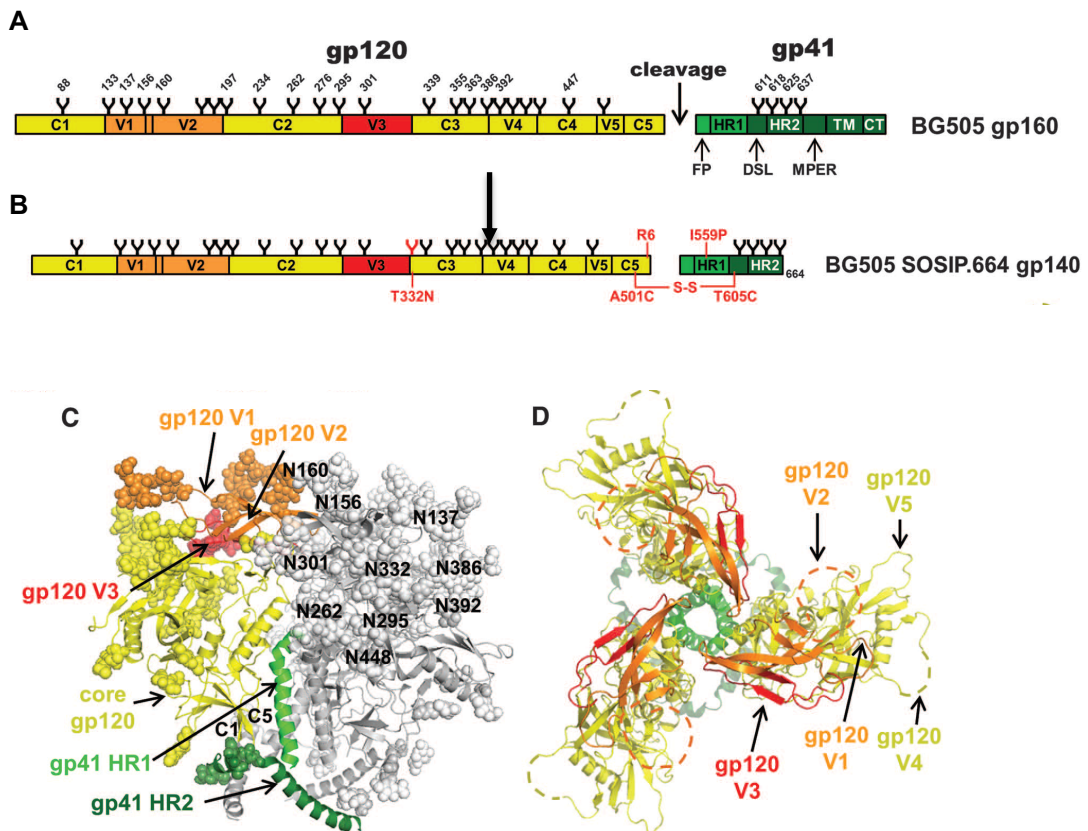 A
gp120
gp41
cleavage
88
133
137
156
160
197
234
262
276
295
301
339
355
363
386
392
447
611
618
625
637
C1
V1
V2
C2
V3
C3
V4
C4
V5
C5
HR1
HR2
TM
CT
BG505 gp160
FP
DSL
MPER
B
R6
I559P
C1
V1
V2
C2
V3
C3
V4
C4
V5
C5
HR1
HR2
664
BG505 SOSIP.664 gp140
T332N
A501C
S-S
T605C
C
gp120 V1
gp120 V2
N160
N156
N137
N301
N332
N386
gp120 V3
N262
N295
N392
N448
core
gp120
C5
C1
gp41 HR1
gp41 HR2
D
gp120
V2
gp120
V5
gp120
V3
gp120
V1
gp120
V4